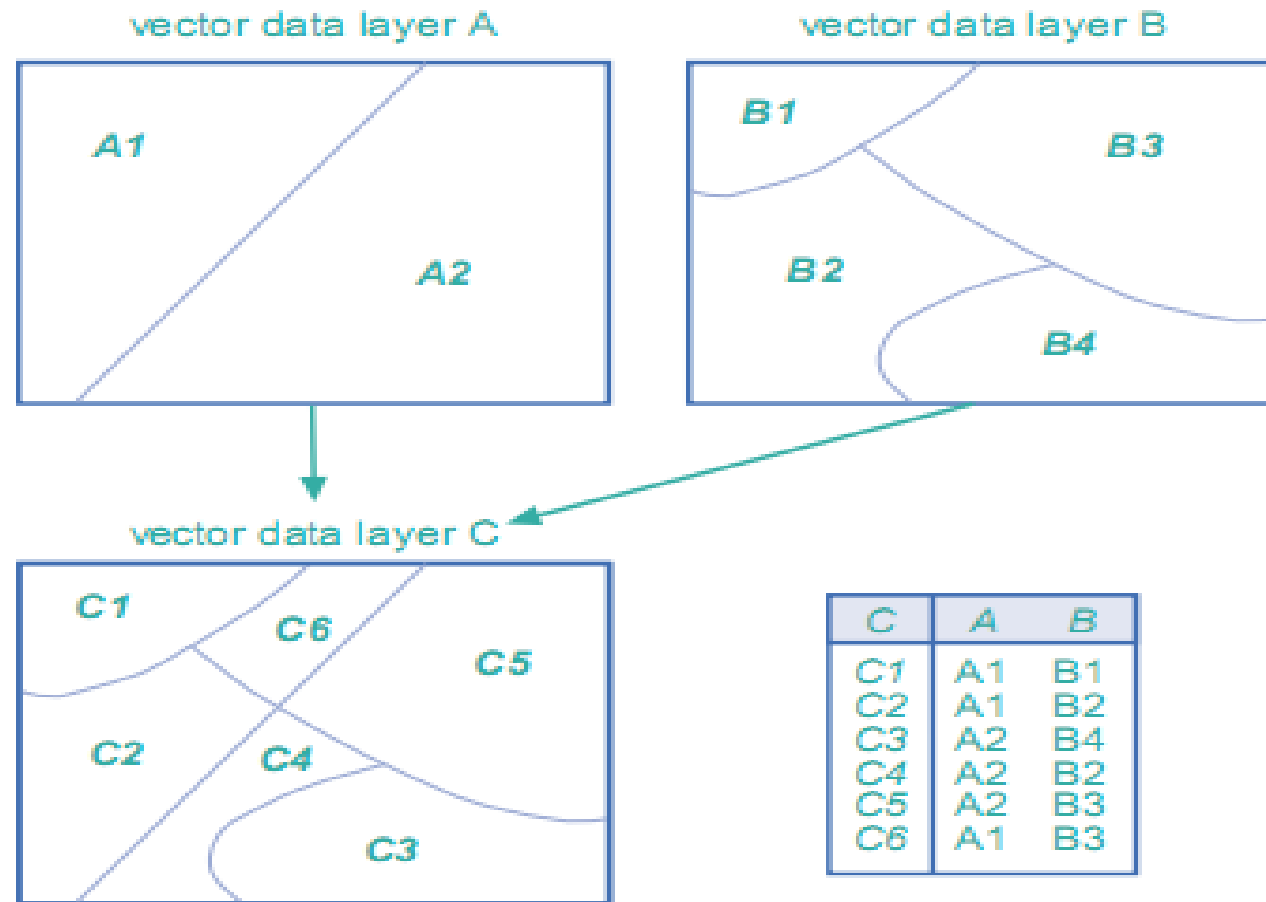 vector data layer A
vector data layer B
A1
A2
B1
B3
B2
B4
vector data layer C
C1
C6
C5
C2
C4
C3
C A B
C1 A1 B1
C2 A1 B2
C3 A2 B4
C4 A2 B2
C5 A2 B3
C6 A1 B3